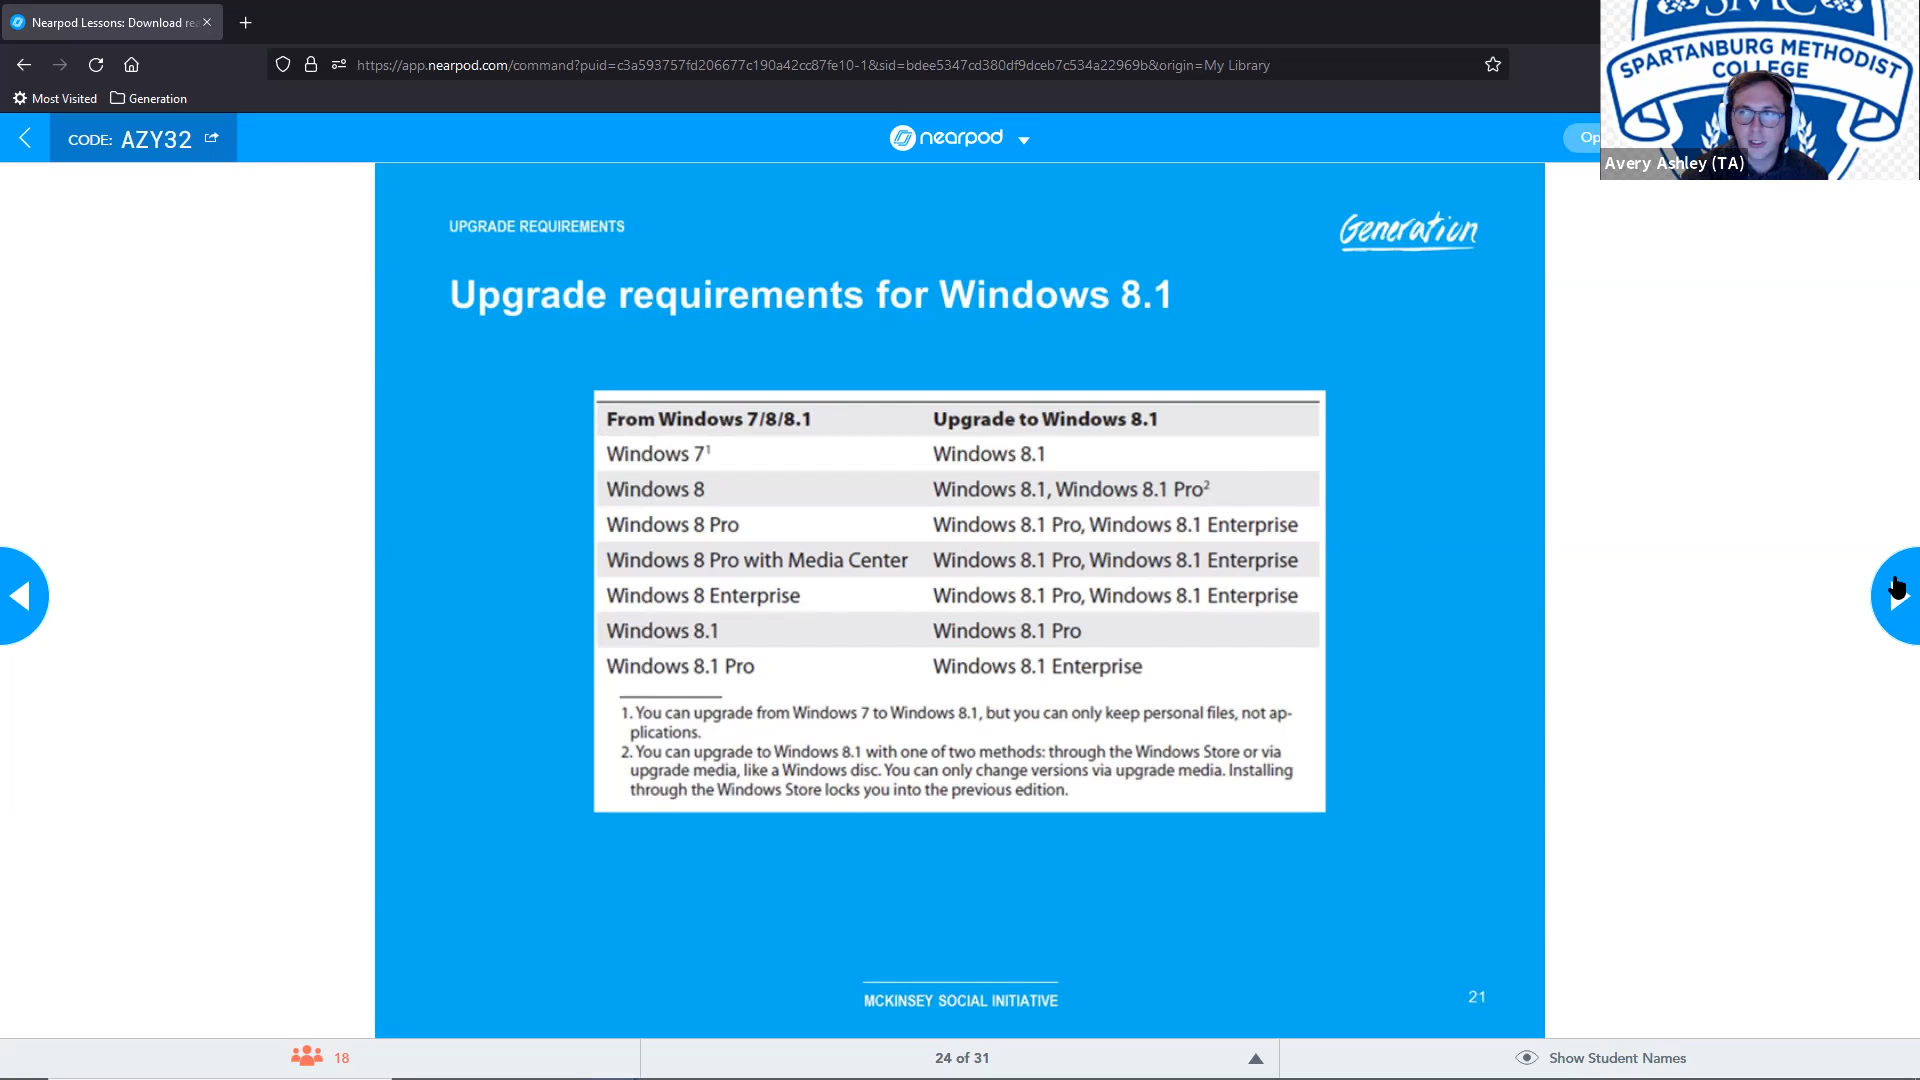 Nearpod Lessons: Download rea
https://app.nearpod.com/command?puid=c3a593757fd206677c190a42cc87fe10-1&sid=bdee5347cd380df9dceb7c534a22969b&origin=My Library
Most Visited
Generation
SMC
SPARTANBURG METHODIST
COLLEGE
Avery Ashley (TA)
CODE: AZY32
nearpod
Op
UPGRADE REQUIREMENTS
Generation
Upgrade requirements for Windows 8.1
From Windows 7/8/8.1 Upgrade to Windows 8.1
Windows 7¹ Windows 8.1
Windows 8 Windows 8.1, Windows 8.1 Pro²
Windows 8 Pro Windows 8.1 Pro, Windows 8.1 Enterprise
Windows 8 Pro with Media Center Windows 8.1 Pro, Windows 8.1 Enterprise
Windows 8 Enterprise Windows 8.1 Pro, Windows 8.1 Enterprise
Windows 8.1 Windows 8.1 Pro
Windows 8.1 Pro Windows 8.1 Enterprise
1. You can upgrade from Windows 7 to Windows 8.1, but you can only keep personal files, not ap-
plications.
2. You can upgrade to Windows 8.1 with one of two methods: through the Windows Store or via
upgrade media, like a Windows disc. You can only change versions via upgrade media. Installing
through the Windows Store locks you into the previous edition.
MCKINSEY SOCIAL INITIATIVE
21
18
24 of 31
Show Student Names